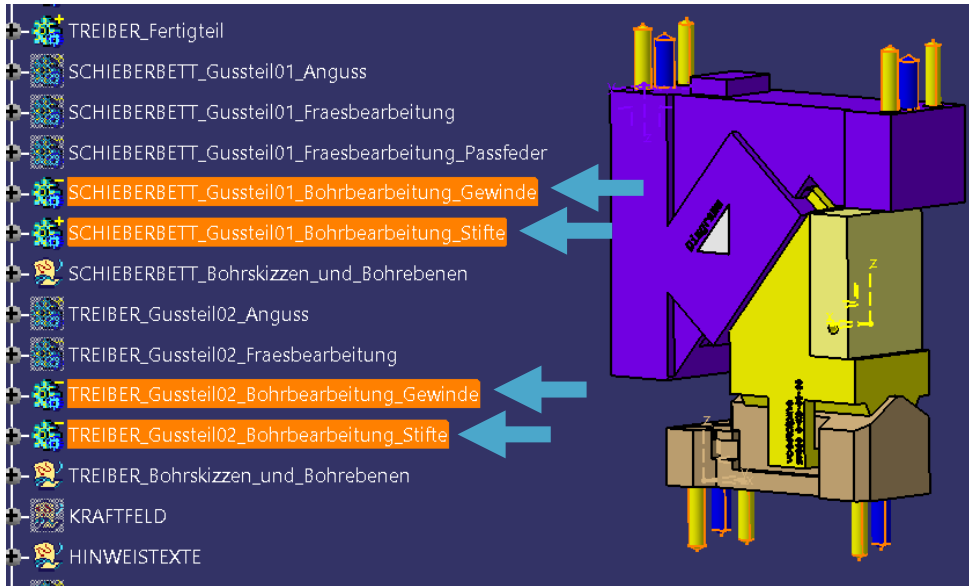 TREIBER_Fertigteil
SCHIEBERBETT_Gussteil01_Anguss
SCHIEBERBETT_Gussteil01_Fraesbearbeitung
SCHIEBERBETT_Gussteil01_Fraesbearbeitung_Passfeder
SCHIEBERBETT_Gussteil01_Bohrbearbeitung_Gewinde
SCHIEBERBETT_Gussteil01_Bohrbearbeitung_Stifte
SCHIEBERBETT_Bohrskizzen_und_Bohrebenen
TREIBER_Gussteil02_Anguss
TREIBER_Gussteil02_Fraesbearbeitung
TREIBER_Gussteil02_Bohrbearbeitung_Gewinde
TREIBER_Gussteil02_Bohrbearbeitung_Stifte
TREIBER_Bohrskizzen_und_Bohrebenen
KRAFTFELD
HINWEISTEXTE
z
z